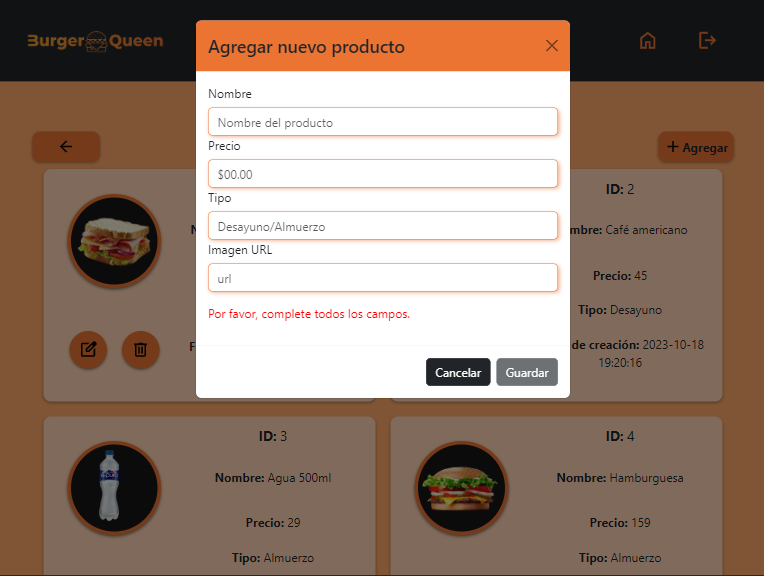 Burger Queen
Agregar nuevo producto
Agregar
Nombre
Nombre del producto
Precio
$00.00
Tipo
Desayuno/Almuerzo
Imagen URL
url
Por favor, complete todos los campos.
Cancelar
Guardar
N
F
ID: 2
mbre: Café americano
Precio: 45
Tipo: Desayuno
de creación: 2023-10-18
19:20:16
ID: 3
Nombre: Agua 500ml
Precio: 29
Tipo: Almuerzo
ID: 4
Nombre: Hamburguesa
Precio: 159
Tipo: Almuerzo